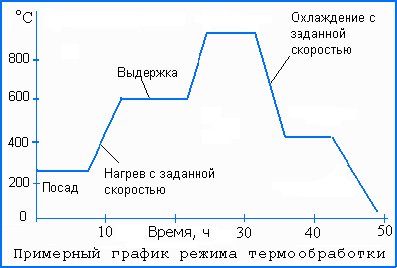 °C
Охлаждение с
заданной
скоростью
800
Выдержка
600
400
Посад
Нагрев с заданной
скоростью
200
0
10
Время, ч
30
40
50
Примерный график режима термообработки